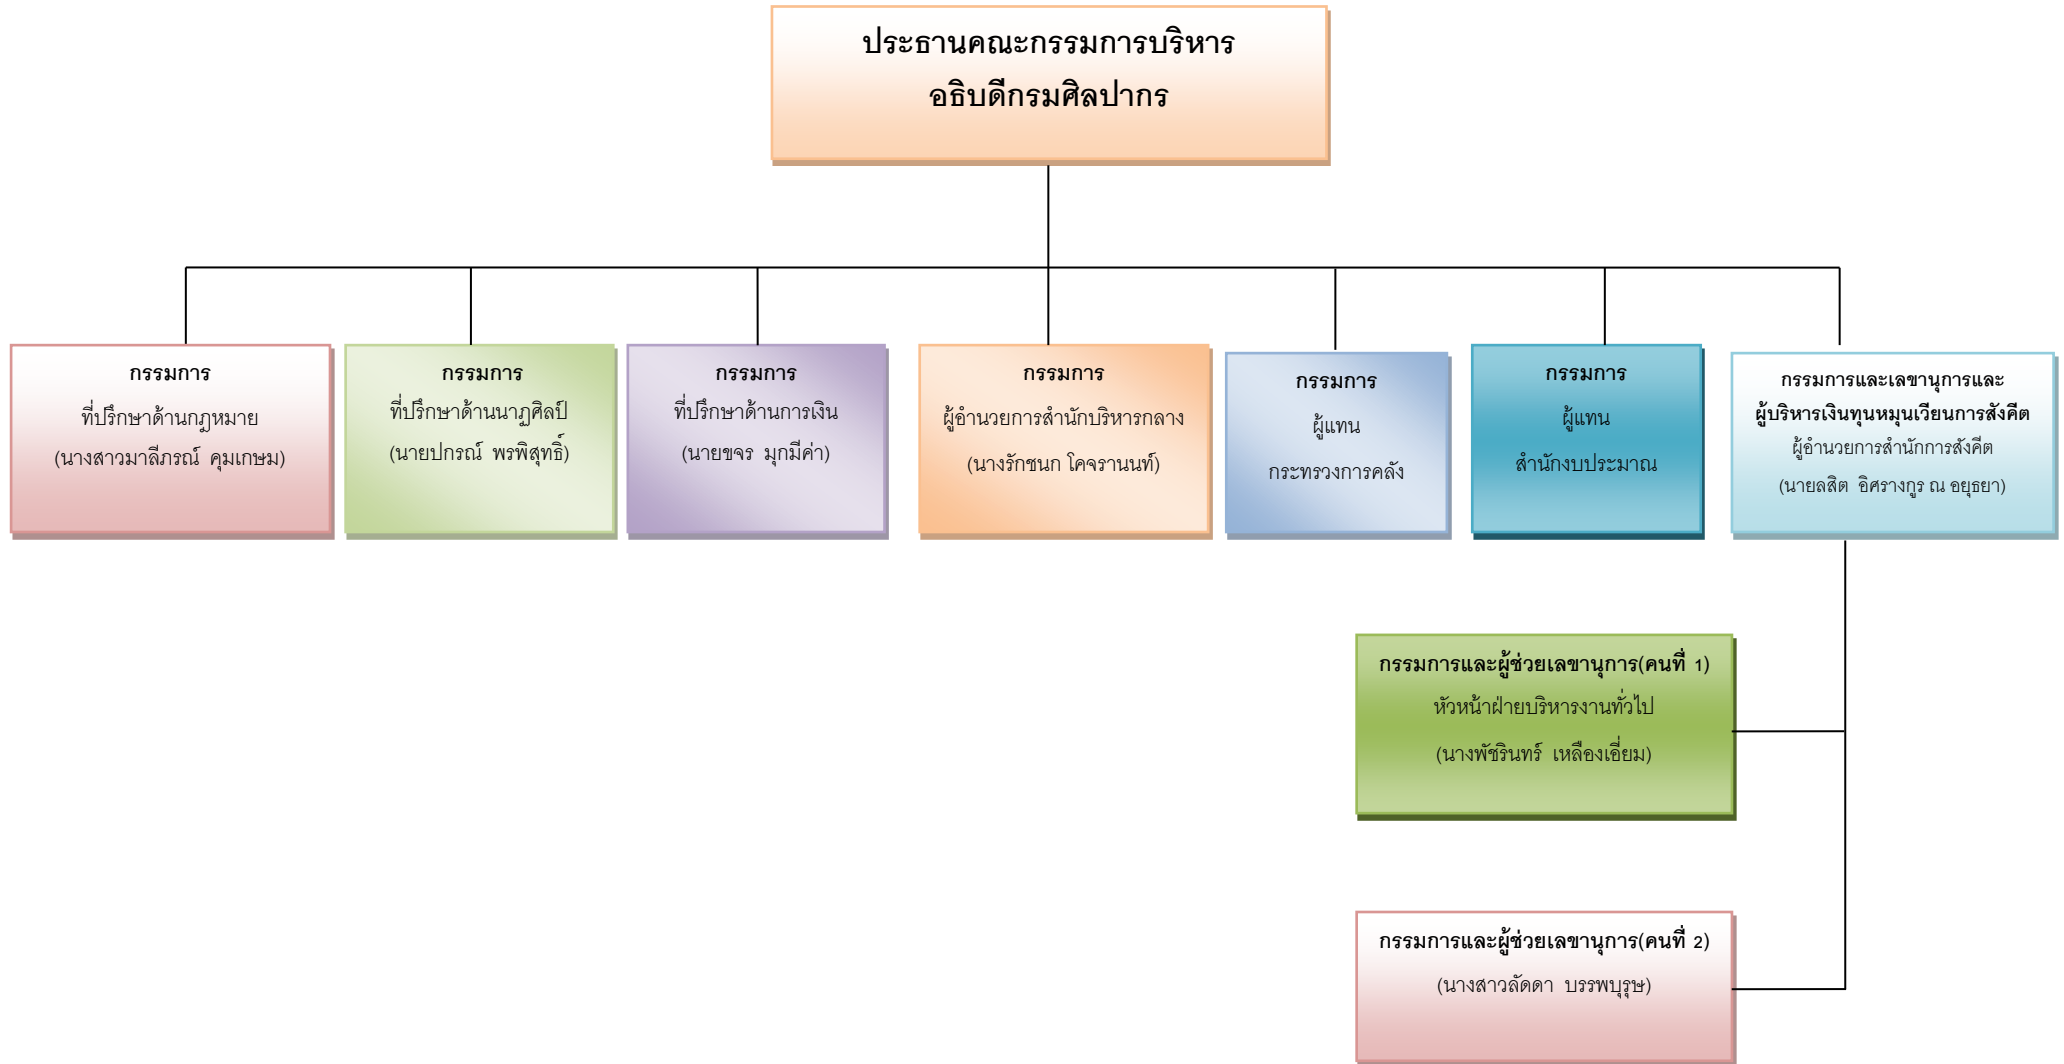 ประธานคณะกรรมการบริหาร
อธิบดีกรมศิลปากร
กรรมการ
ที่ปรึกษาด้านกฎหมาย
(นางสาวมาลีภรณ์ คุมเกษม)
กรรมการ
ที่ปรึกษาด้านนาฏศิลป์
(นายปกรณ์ พรพิสุทธิ์)
กรรมการ
ที่ปรึกษาด้านการเงิน
(นายขจร มุกมีค่า)
กรรมการ
ผู้อำนวยการสำนักบริหารกลาง
(นางรักชนก โคจรานนท์)
กรรมการ
ผู้แทน
กระทรวงการคลัง
กรรมการ
ผู้แทน
สำนักงบประมาณ
กรรมการและเลขานุการและ
ผู้บริหารเงินทุนหมุนเวียนการสังคีต
ผู้อำนวยการสำนักการสังคีต
(นายลสิต อิศรางกูร ณ อยุธยา)
กรรมการและผู้ช่วยเลขานุการ(คนที่ 1)
หัวหน้าฝ่ายบริหารงานทั่วไป
(นางพัชรินทร์ เหลืองเอี่ยม)
กรรมการและผู้ช่วยเลขานุการ(คนที่ 2)
(นางสาวลัดดา บรรพบุรุษ)